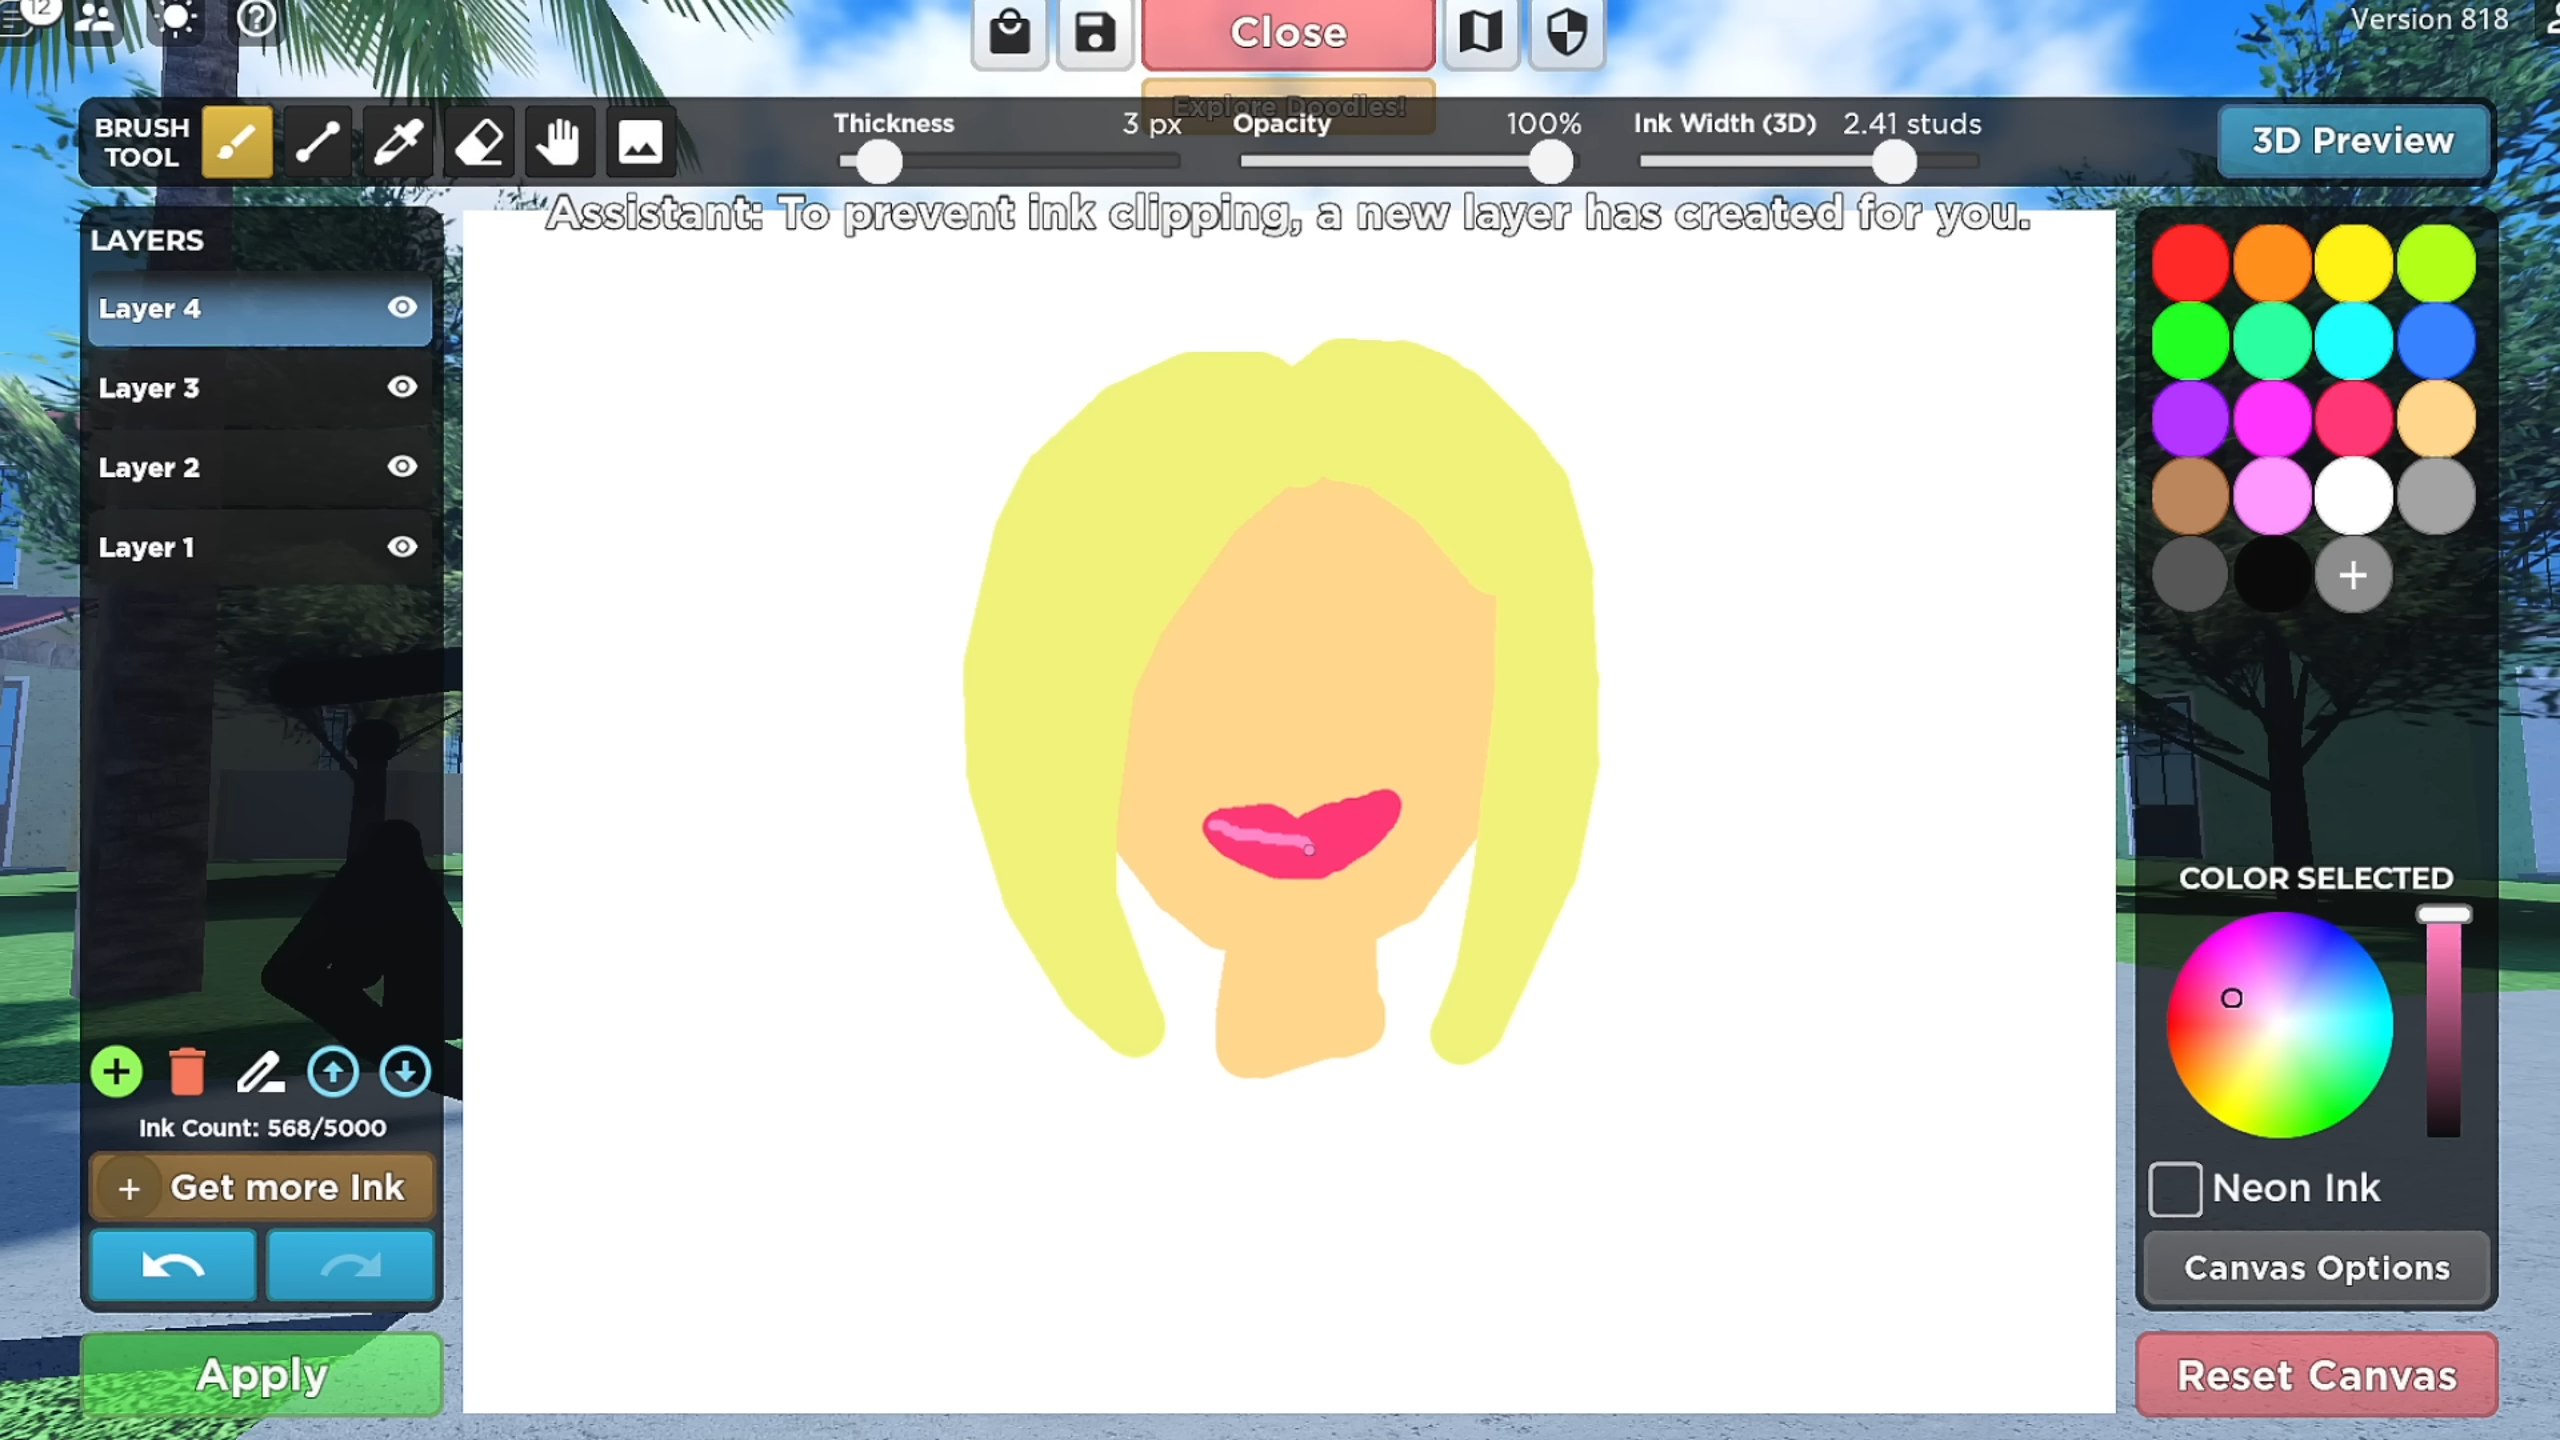 12
Close
Version 818
Explore Doodles!
BRUSH
TOOL
Thickness 3 px
Opacity 100%
Ink Width (3D) 2.41 studs
3D Preview
Assistant: To prevent ink clipping, a new layer has created for you.
LAYERS
Layer 4
Layer 3
Layer 2
Layer 1
Ink Count: 568/5000
+ Get more Ink
Apply
COLOR SELECTED
Neon Ink
Canvas Options
Reset Canvas